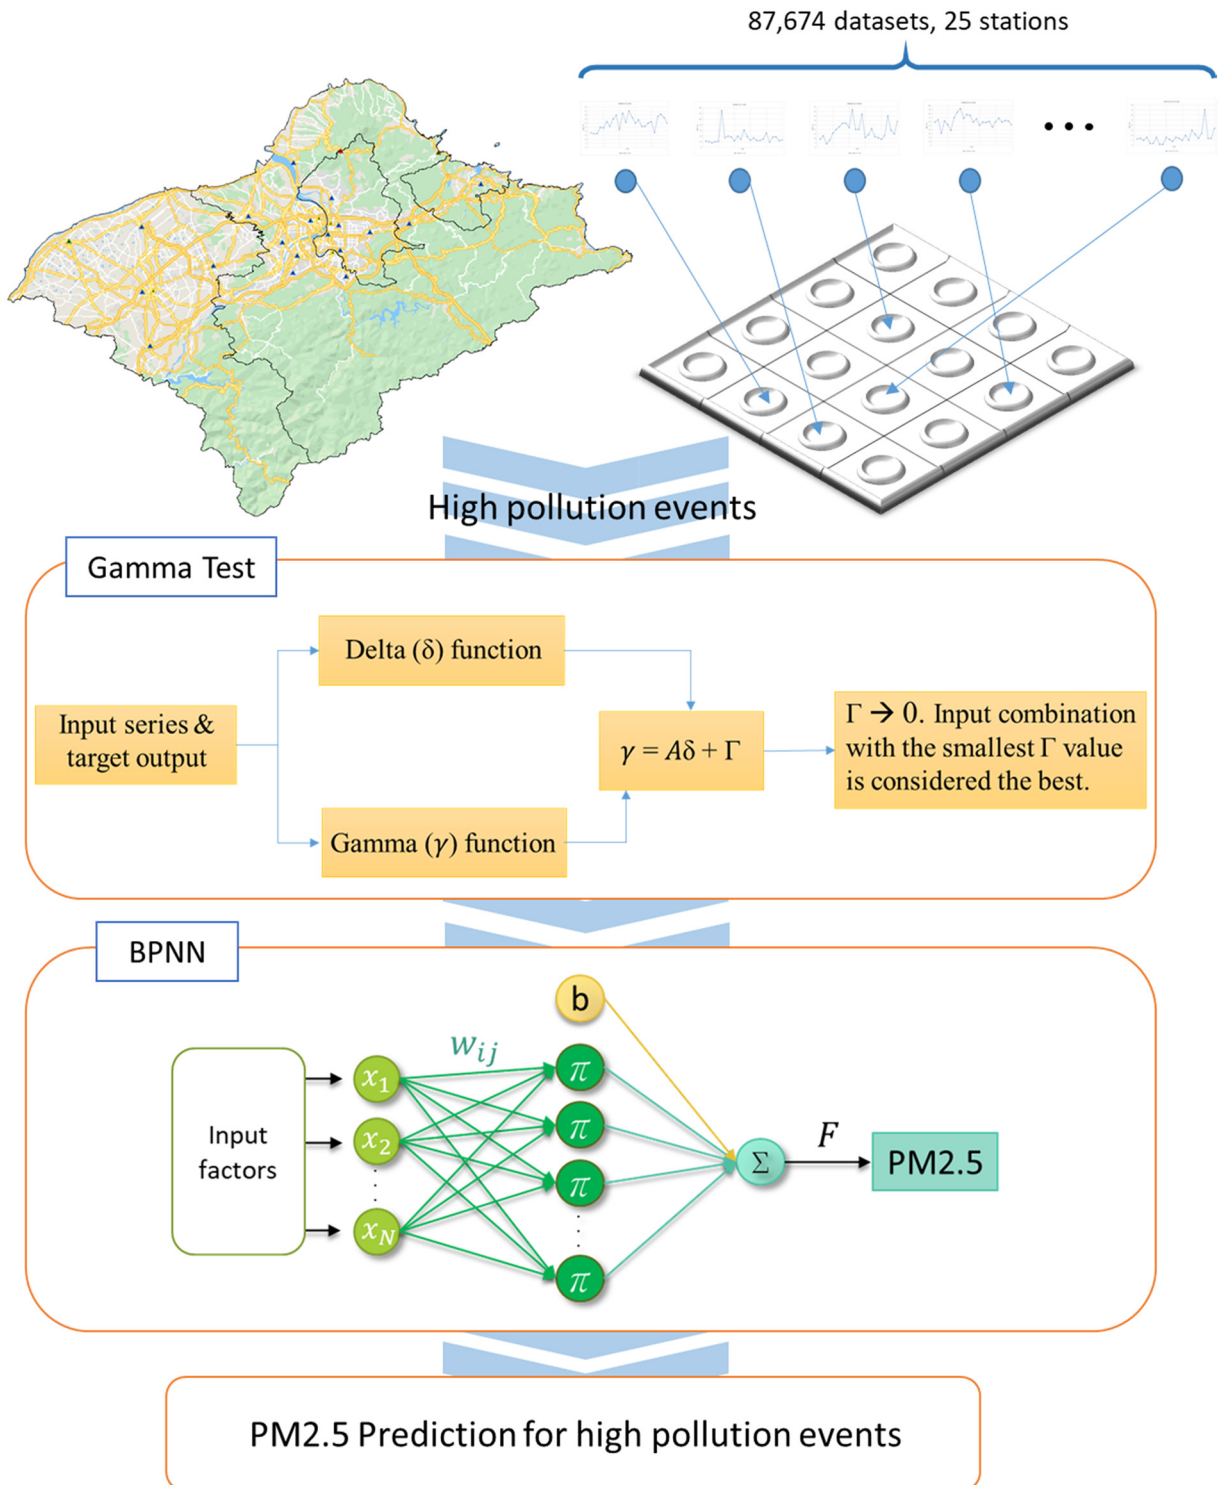 87,674 datasets, 25 stations
High pollution events
Gamma Test
Delta (δ) function
Input series &
target output
γ = Aδ + Γ
Γ → 0. Input combination
with the smallest Γ value
is considered the best.
Gamma (γ) function
BPNN
b
w_{ij}
x_1
x_2
x_N
π
π
π
π
Input
factors
Σ
F
PM2.5
PM2.5 Prediction for high pollution events